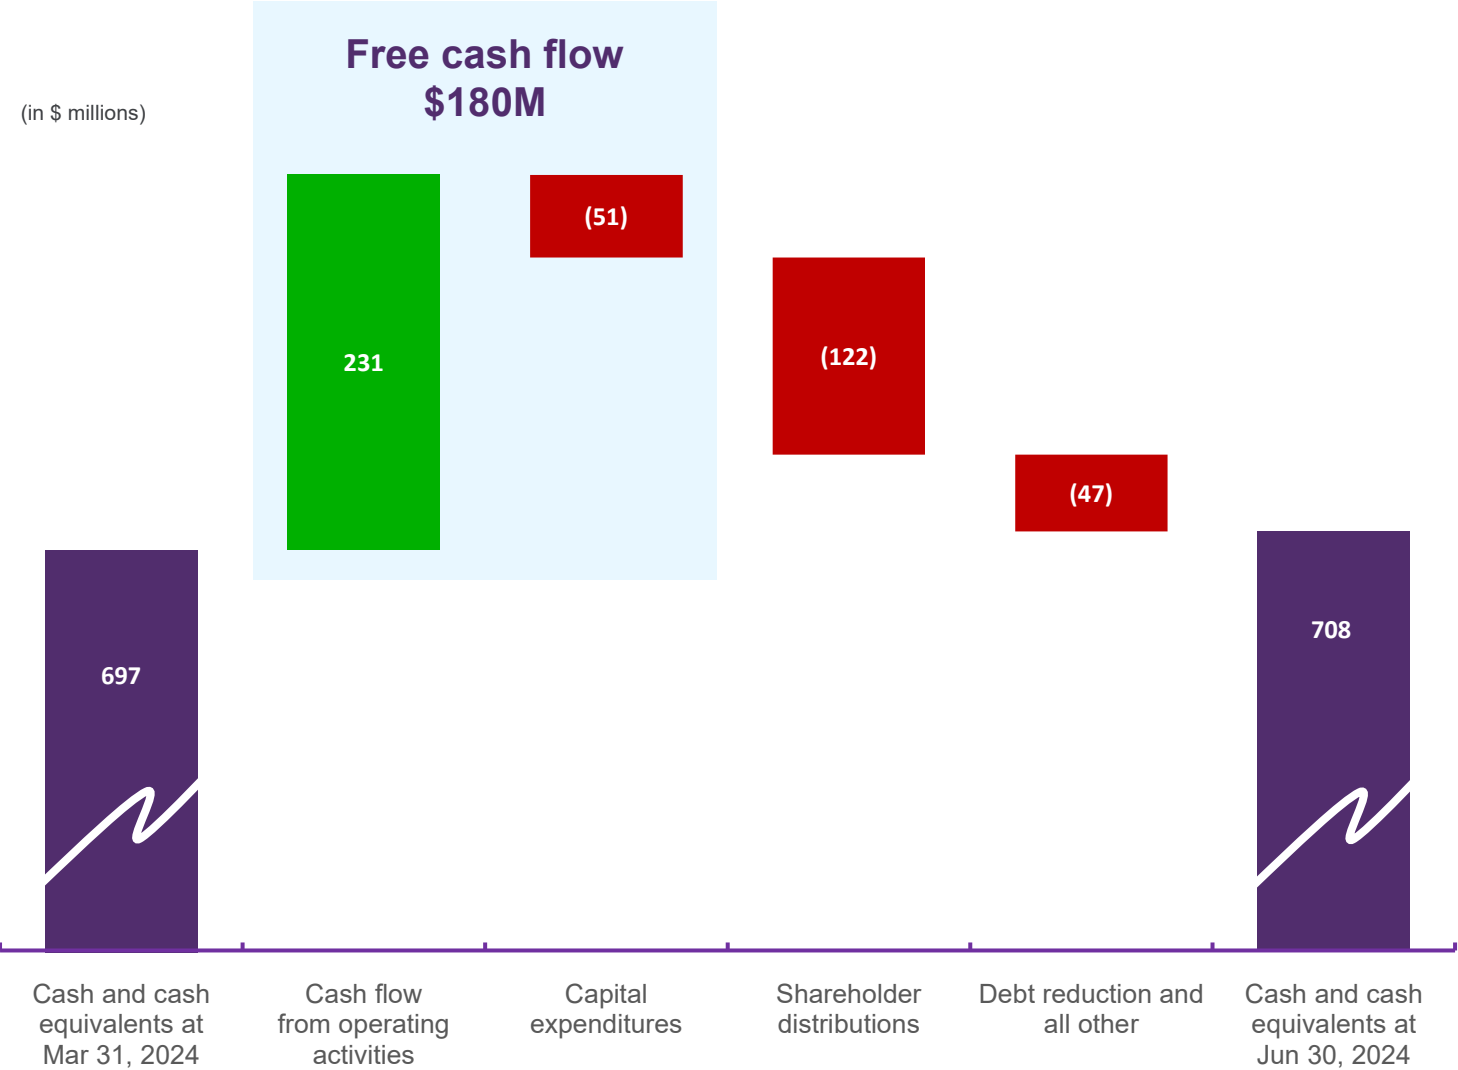 Free cash flow
$180M
(in $ millions)
(51)
231
(122)
(47)
708
697
Cash and cash
equivalents at
Mar 31, 2024
Cash flow
from operating
activities
Capital
expenditures
Shareholder
distributions
Debt reduction and
all other
Cash and cash
equivalents at
Jun 30, 2024